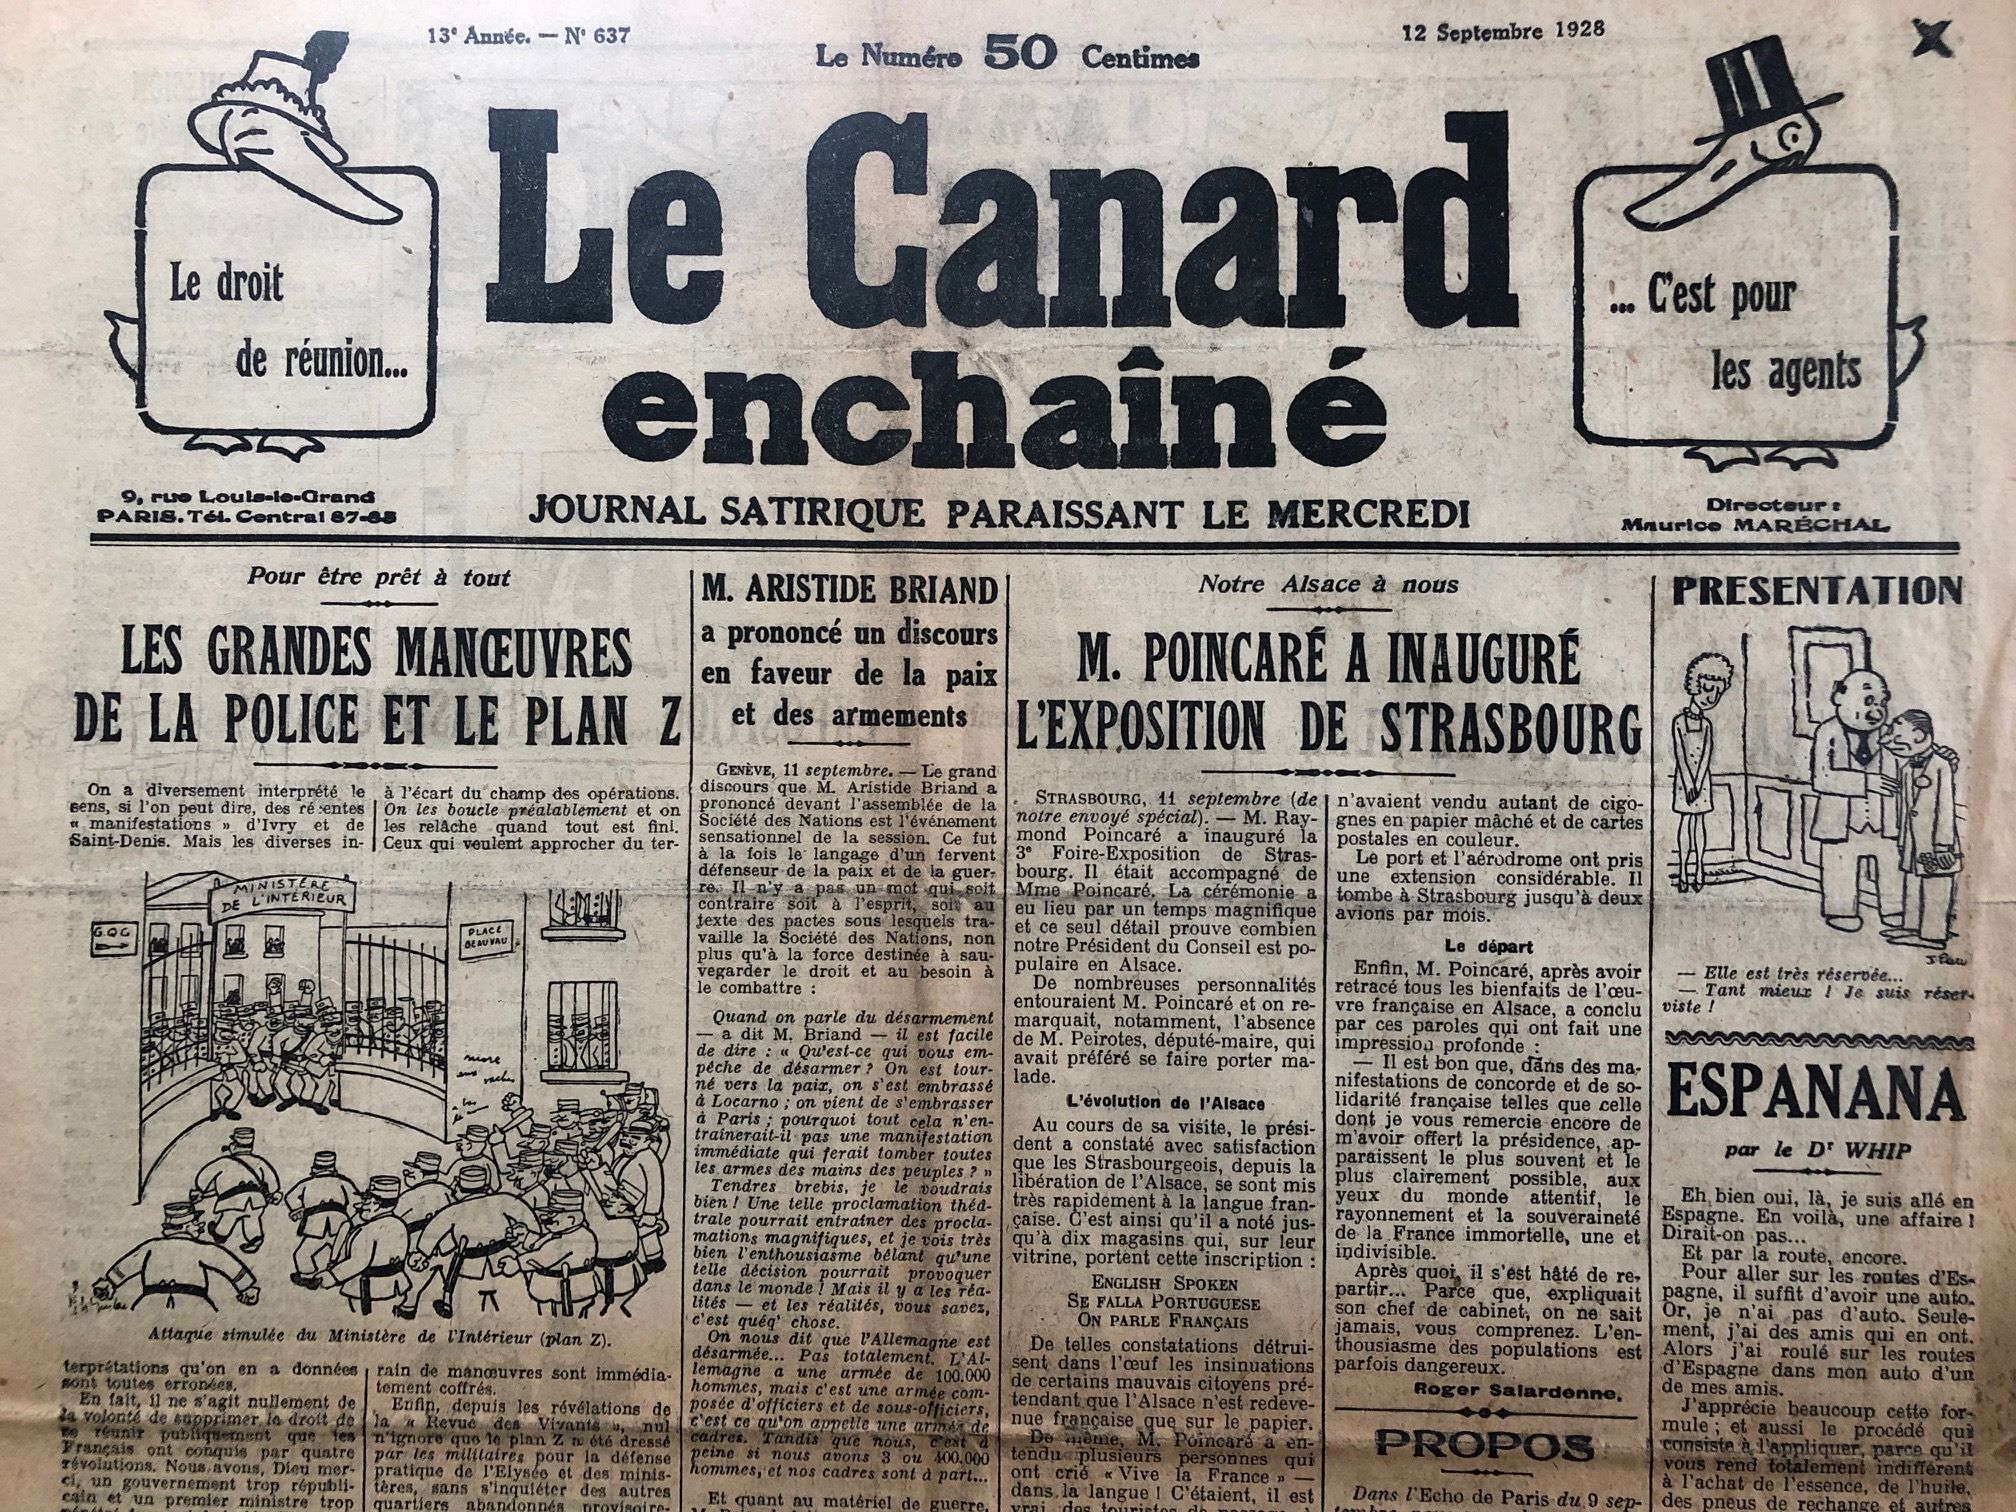 13e Année. — No 637
Le Numéro 50 Centimes
12 Septembre 1928
Le droit
de réunion...
Le Canard
enchaîné
... C'est pour
les agents
9, rue Louis-le-Grand
PARIS. Tél. Central 87-85
JOURNAL SATIRIQUE PARAISSANT LE MERCREDI
Directeur :
Maurice MARÉCHAL
Pour être prêt à tout
LES GRANDES MANŒUVRES
DE LA POLICE ET LE PLAN Z
On a diversement interprété le
sens, si l'on peut dire, des récentes
« manifestations » d'Ivry et de
Saint-Denis. Mais les diverses in-
à l'écart du champ des opérations.
On les boucle préalablement et on
les relâche quand tout est fini.
Ceux qui veulent approcher du ter-
MINISTÈRE
DE L'INTÉRIEUR
G.Q.G
PLACE
BEAUVAU
Attaque simulée du Ministère de l'Intérieur (plan Z).
terprétations qu'on en a données
sont toutes erronées.
En fait, il ne s'agit nullement de
la volonté de supprimer le droit de
se réunir publiquement que les
Français ont conquis par quatre
révolutions. Nous avons, Dieu mer-
ci, un gouvernement trop républi-
cain et un premier ministre trop
rain de manœuvres sont immédia-
tement coffrés.
Enfin, depuis les révélations de
la « Revue des Vivants », nul
n'ignore que le plan Z a été dressé
par les militaires pour la défense
pratique de l'Elysée et des minis-
tères, sans s'inquiéter des autres
quartiers abandonnés provisoire-
M. ARISTIDE BRIAND
a prononcé un discours
en faveur de la paix
et des armements
GENÈVE, 11 septembre. — Le grand
discours que M. Aristide Briand a
prononcé devant l'assemblée de la
Société des Nations est l'événement
sensationnel de la session. Ce fut
à la fois le langage d'un fervent
défenseur de la paix et de la guer-
re. Il n'y a pas un mot qui soit
contraire soit à l'esprit, soit au
texte des pactes sous lesquels tra-
vaille la Société des Nations, non
plus qu'à la force destinée à sau-
vegarder le droit et au besoin à
le combattre :
Quand on parle du désarmement
— a dit M. Briand — il est facile
de dire : « Qu'est-ce qui vous em-
pêche de désarmer ? On est tour-
né vers la paix, on s'est embrassé
à Locarno ; on vient de s'embrasser
à Paris ; pourquoi tout cela n'en-
traînerait-il pas une manifestation
immédiate qui ferait tomber toutes
les armes des mains des peuples ? »
Tendres brebis, je le voudrais
bien ! Une telle proclamation théâ-
trale pourrait entraîner des procla-
mations magnifiques, et je vois très
bien l'enthousiasme bêlant qu'une
telle décision pourrait provoquer
dans le monde ! Mais il y a les réa-
lités — et les réalités, vous savez,
c'est quéq' chose.
On nous dit que l'Allemagne est
désarmée... Pas totalement. L'Al-
lemagne a une armée de 100.000
hommes, mais c'est une armée com-
posée d'officiers et de sous-officiers,
c'est ce qu'on appelle une armée de
cadres. Tandis que nous, c'est à
peine si nous avons 3 ou 400.000
hommes, et nos cadres sont à part...
Et quant au matériel de guerre,
Notre Alsace à nous
M. POINCARÉ A INAUGURÉ
L'EXPOSITION DE STRASBOURG
STRASBOURG, 11 septembre (de
notre envoyé spécial). — M. Ray-
mond Poincaré a inauguré la
3e Foire-Exposition de Stras-
bourg. Il était accompagné de
Mme Poincaré. La cérémonie a
eu lieu par un temps magnifique
et ce seul détail prouve combien
notre Président du Conseil est po-
pulaire en Alsace.
De nombreuses personnalités
entouraient M. Poincaré et on re-
marquait, notamment, l'absence
de M. Peirotes, député-maire, qui
avait préféré se faire porter ma-
lade.
L'évolution de l'Alsace
Au cours de sa visite, le prési-
dent a constaté avec satisfaction
que les Strasbourgeois, depuis la
libération de l'Alsace, se sont mis
très rapidement à la langue fran-
çaise. C'est ainsi qu'il a noté jus-
qu'à dix magasins qui, sur leur
vitrine, portent cette inscription :
ENGLISH SPOKEN
SE FALLA PORTUGUESE
ON PARLE FRANÇAIS
De telles constatations détrui-
sent dans l'œuf les insinuations
de certains mauvais citoyens pré-
tendant que l'Alsace n'est redeve-
nue française que sur le papier.
De même, M. Poincaré a en-
tendu plusieurs personnes qui
ont crié « Vive la France » —
dans la langue ! C'étaient, il est
vrai, des touristes de passage à
n'avaient vendu autant de cigo-
gnes en papier mâché et de cartes
postales en couleur.
Le port et l'aérodrome ont pris
une extension considérable. Il
tombe à Strasbourg jusqu'à deux
avions par mois.
Le départ
Enfin, M. Poincaré, après avoir
retracé tous les bienfaits de l'œu-
vre française en Alsace, a conclu
par ces paroles qui ont fait une
impression profonde :
— Il est bon que, dans des ma-
nifestations de concorde et de so-
lidarité française telles que celle
dont je vous remercie encore de
m'avoir offert la présidence, ap-
paraissent le plus souvent et le
plus clairement possible, aux
yeux du monde attentif, le
rayonnement et la souveraineté
de la France immortelle, une et
indivisible.
Après quoi, il s'est hâté de re-
partir... Parce que, expliquait
son chef de cabinet, on ne sait
jamais, vous comprenez. L'en-
thousiasme des populations est
parfois dangereux.
Roger Salardenne.
PROPOS
Dans l'Echo de Paris du 9 sep-
PRESENTATION
— Elle est très réservée...
— Tant mieux ! Je suis réser-
viste !
ESPANANA
par le Dr WHIP
Eh bien oui, là, je suis allé en
Espagne. En voilà, une affaire !
Dirait-on pas...
Et par la route, encore.
Pour aller sur les routes d'Es-
pagne, il suffit d'avoir une auto.
Or, je n'ai pas d'auto. Seule-
ment, j'ai des amis qui en ont.
Alors j'ai roulé sur les routes
d'Espagne dans mon auto d'un
de mes amis.
J'apprécie beaucoup cette for-
mule ; et aussi le procédé qui
consiste à l'appliquer, parce qu'il
vous rend totalement indifférent
à l'achat de l'essence, de l'huile,
des pneus de rechange et autres